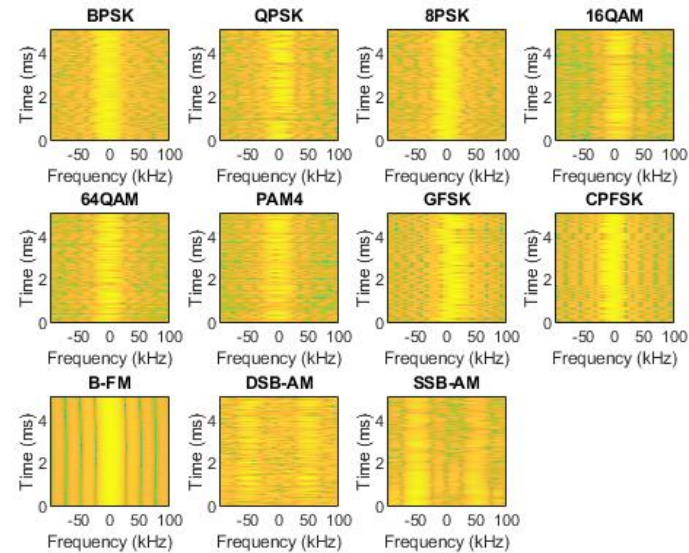 BPSK QPSK 8PSK 16QAM
Time (ms) Time (ms) Time (ms) Time (ms)
4 4 4 4
2 2 2 2
0 0 0 0
-50 0 50 100 -50 0 50 100 -50 0 50 100 -50 0 50 100
Frequency (kHz) Frequency (kHz) Frequency (kHz) Frequency (kHz)
64QAM PAM4 GFSK CPFSK
Time (ms) Time (ms) Time (ms) Time (ms)
4 4 4 4
2 2 2 2
0 0 0 0
-50 0 50 100 -50 0 50 100 -50 0 50 100 -50 0 50 100
Frequency (kHz) Frequency (kHz) Frequency (kHz) Frequency (kHz)
B-FM DSB-AM SSB-AM
Time (ms) Time (ms) Time (ms)
4 4 4
2 2 2
0 0 0
-50 0 50 100 -50 0 50 100 -50 0 50 100
Frequency (kHz) Frequency (kHz) Frequency (kHz)